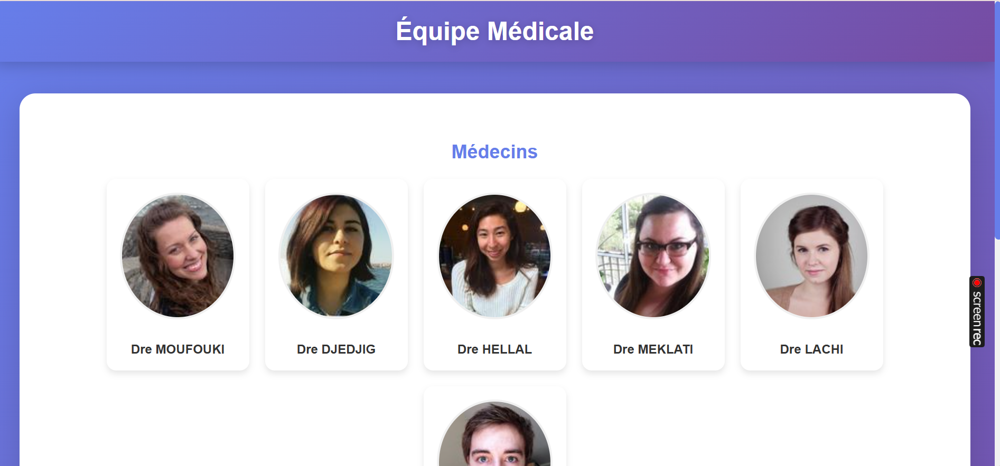 Équipe Médicale
Médecins
Dre MOUFOUKI
Dre DJEDJIG
Dre HELLAL
Dre MEKLATI
Dre LACHI
screenrec